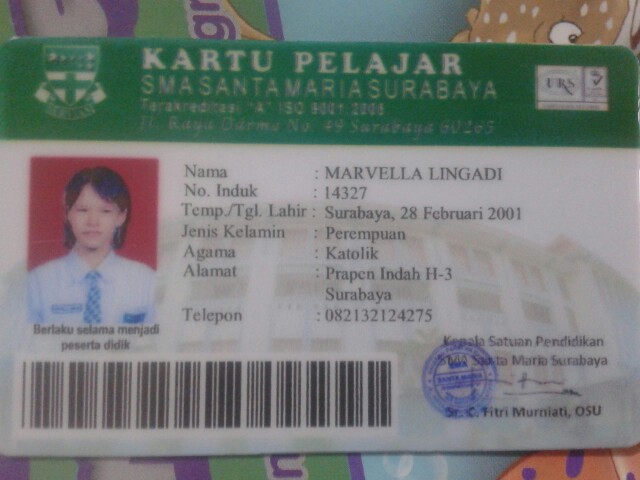 KARTU PELAJAR
SMA SANTA MARIA SURABAYA
Terakreditasi "A" ISO 9001:2008
Jl. Raya Darmo No. 49 Surabaya 60265
URS
Nama : MARVELLA LINGADI
No. Induk : 14327
Temp./Tgl. Lahir : Surabaya, 28 Februari 2001
Jenis Kelamin : Perempuan
Agama : Katolik
Alamat : Prapen Indah H-3
Surabaya
Telepon : 082132124275
Berlaku selama menjadi
peserta didik
Kepala Satuan Pendidikan
SMA Santa Maria Surabaya
SMA
SANTA MARIA
Sr. C. Fitri Murniati, OSU